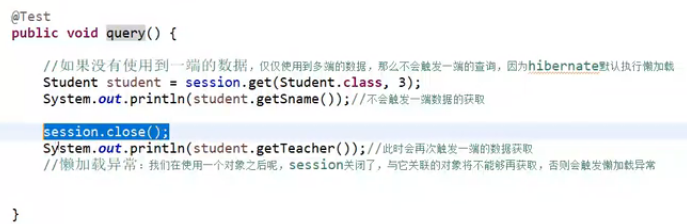 @Test
public void query() {
//如果没有使用到一端的数据，仅仅使用到多端的数据，那么不会触发一端的查询，因为hibernate默认执行懒加载
Student student = session.get(Student.class, 3);
System.out.println(student.getSname());//不会触发一端数据的获取
session.close();
System.out.println(student.getTeacher());//此时会再次触发一端的数据获取
//懒加载异常：我们在使用一个对象之后呢，session关闭了，与它关联的对象将不能够再获取，否则会触发懒加载异常
}